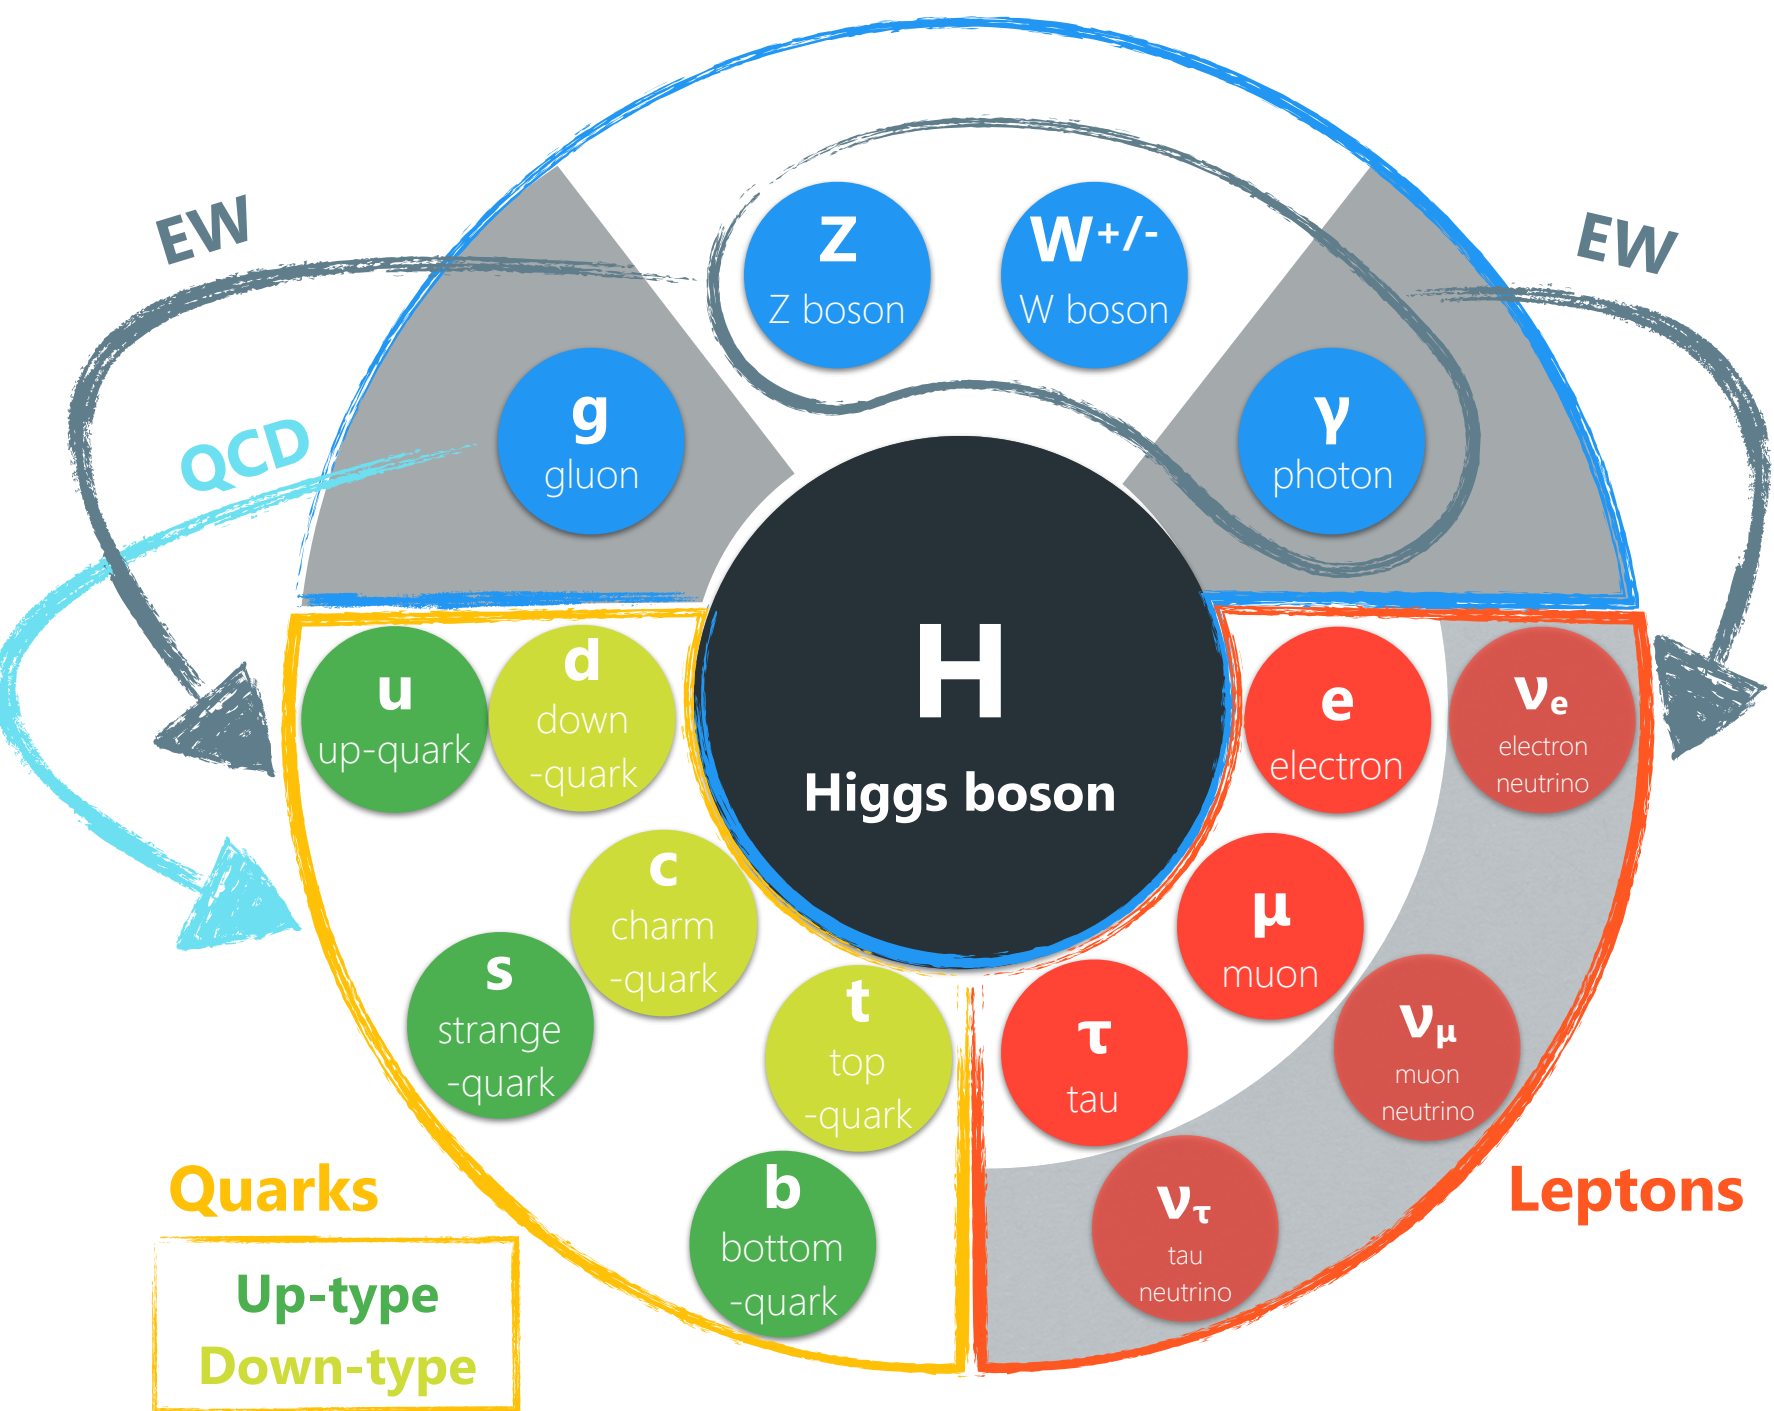 EW
EW
QCD
Z
Z boson
W+/-
W boson
g
gluon
γ
photon
H
Higgs boson
u
up-quark
d
down
-quark
c
charm
-quark
s
strange
-quark
t
top
-quark
b
bottom
-quark
e
electron
νe
electron
neutrino
μ
muon
νμ
muon
neutrino
τ
tau
ντ
tau
neutrino
Quarks
Up-type
Down-type
Leptons